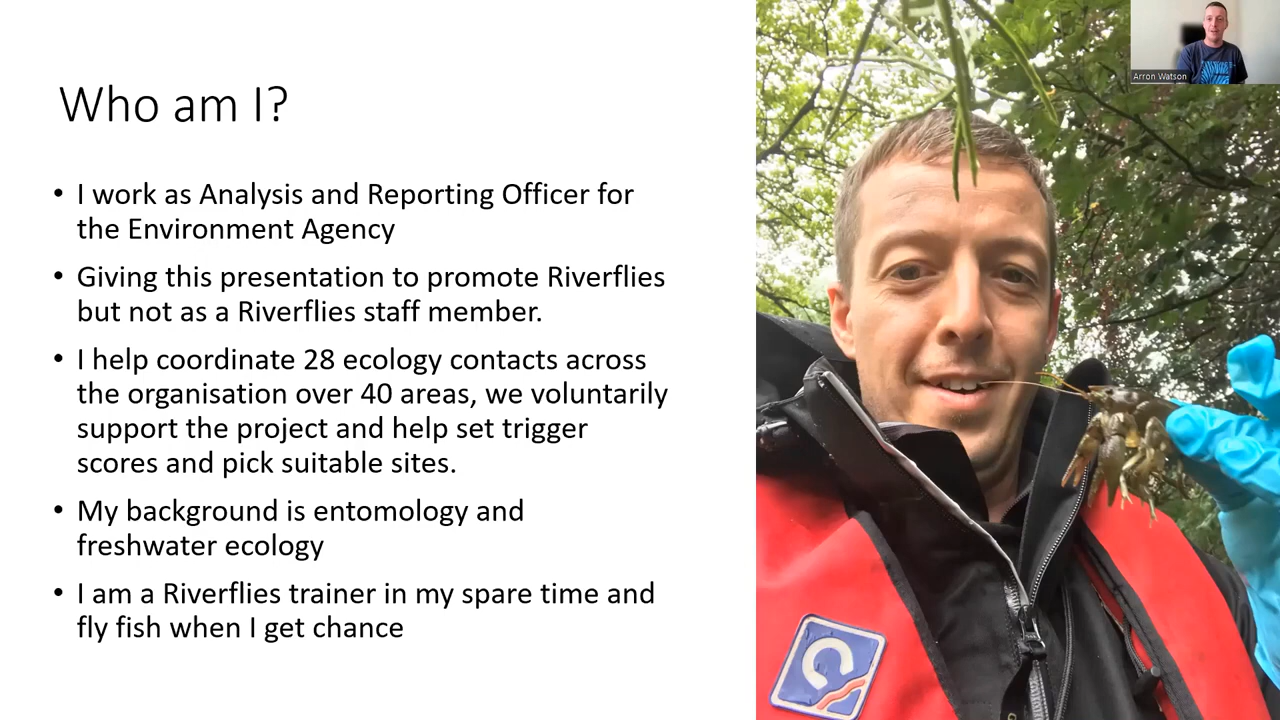 Who am I?
• I work as Analysis and Reporting Officer for
the Environment Agency
• Giving this presentation to promote Riverflies
but not as a Riverflies staff member.
• I help coordinate 28 ecology contacts across
the organisation over 40 areas, we voluntarily
support the project and help set trigger
scores and pick suitable sites.
• My background is entomology and
freshwater ecology
• I am a Riverflies trainer in my spare time and
fly fish when I get chance
Arron Watson